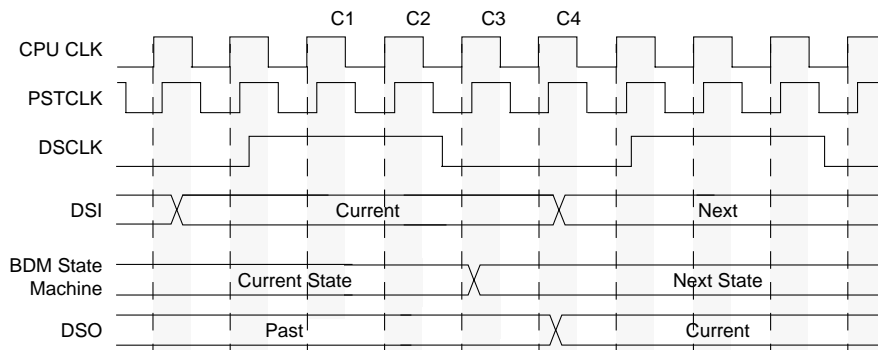 C1 C2 C3 C4
CPU CLK
PSTCLK
DSCLK
DSI Current Next
BDM State
Machine Current State Next State
DSO Past Current